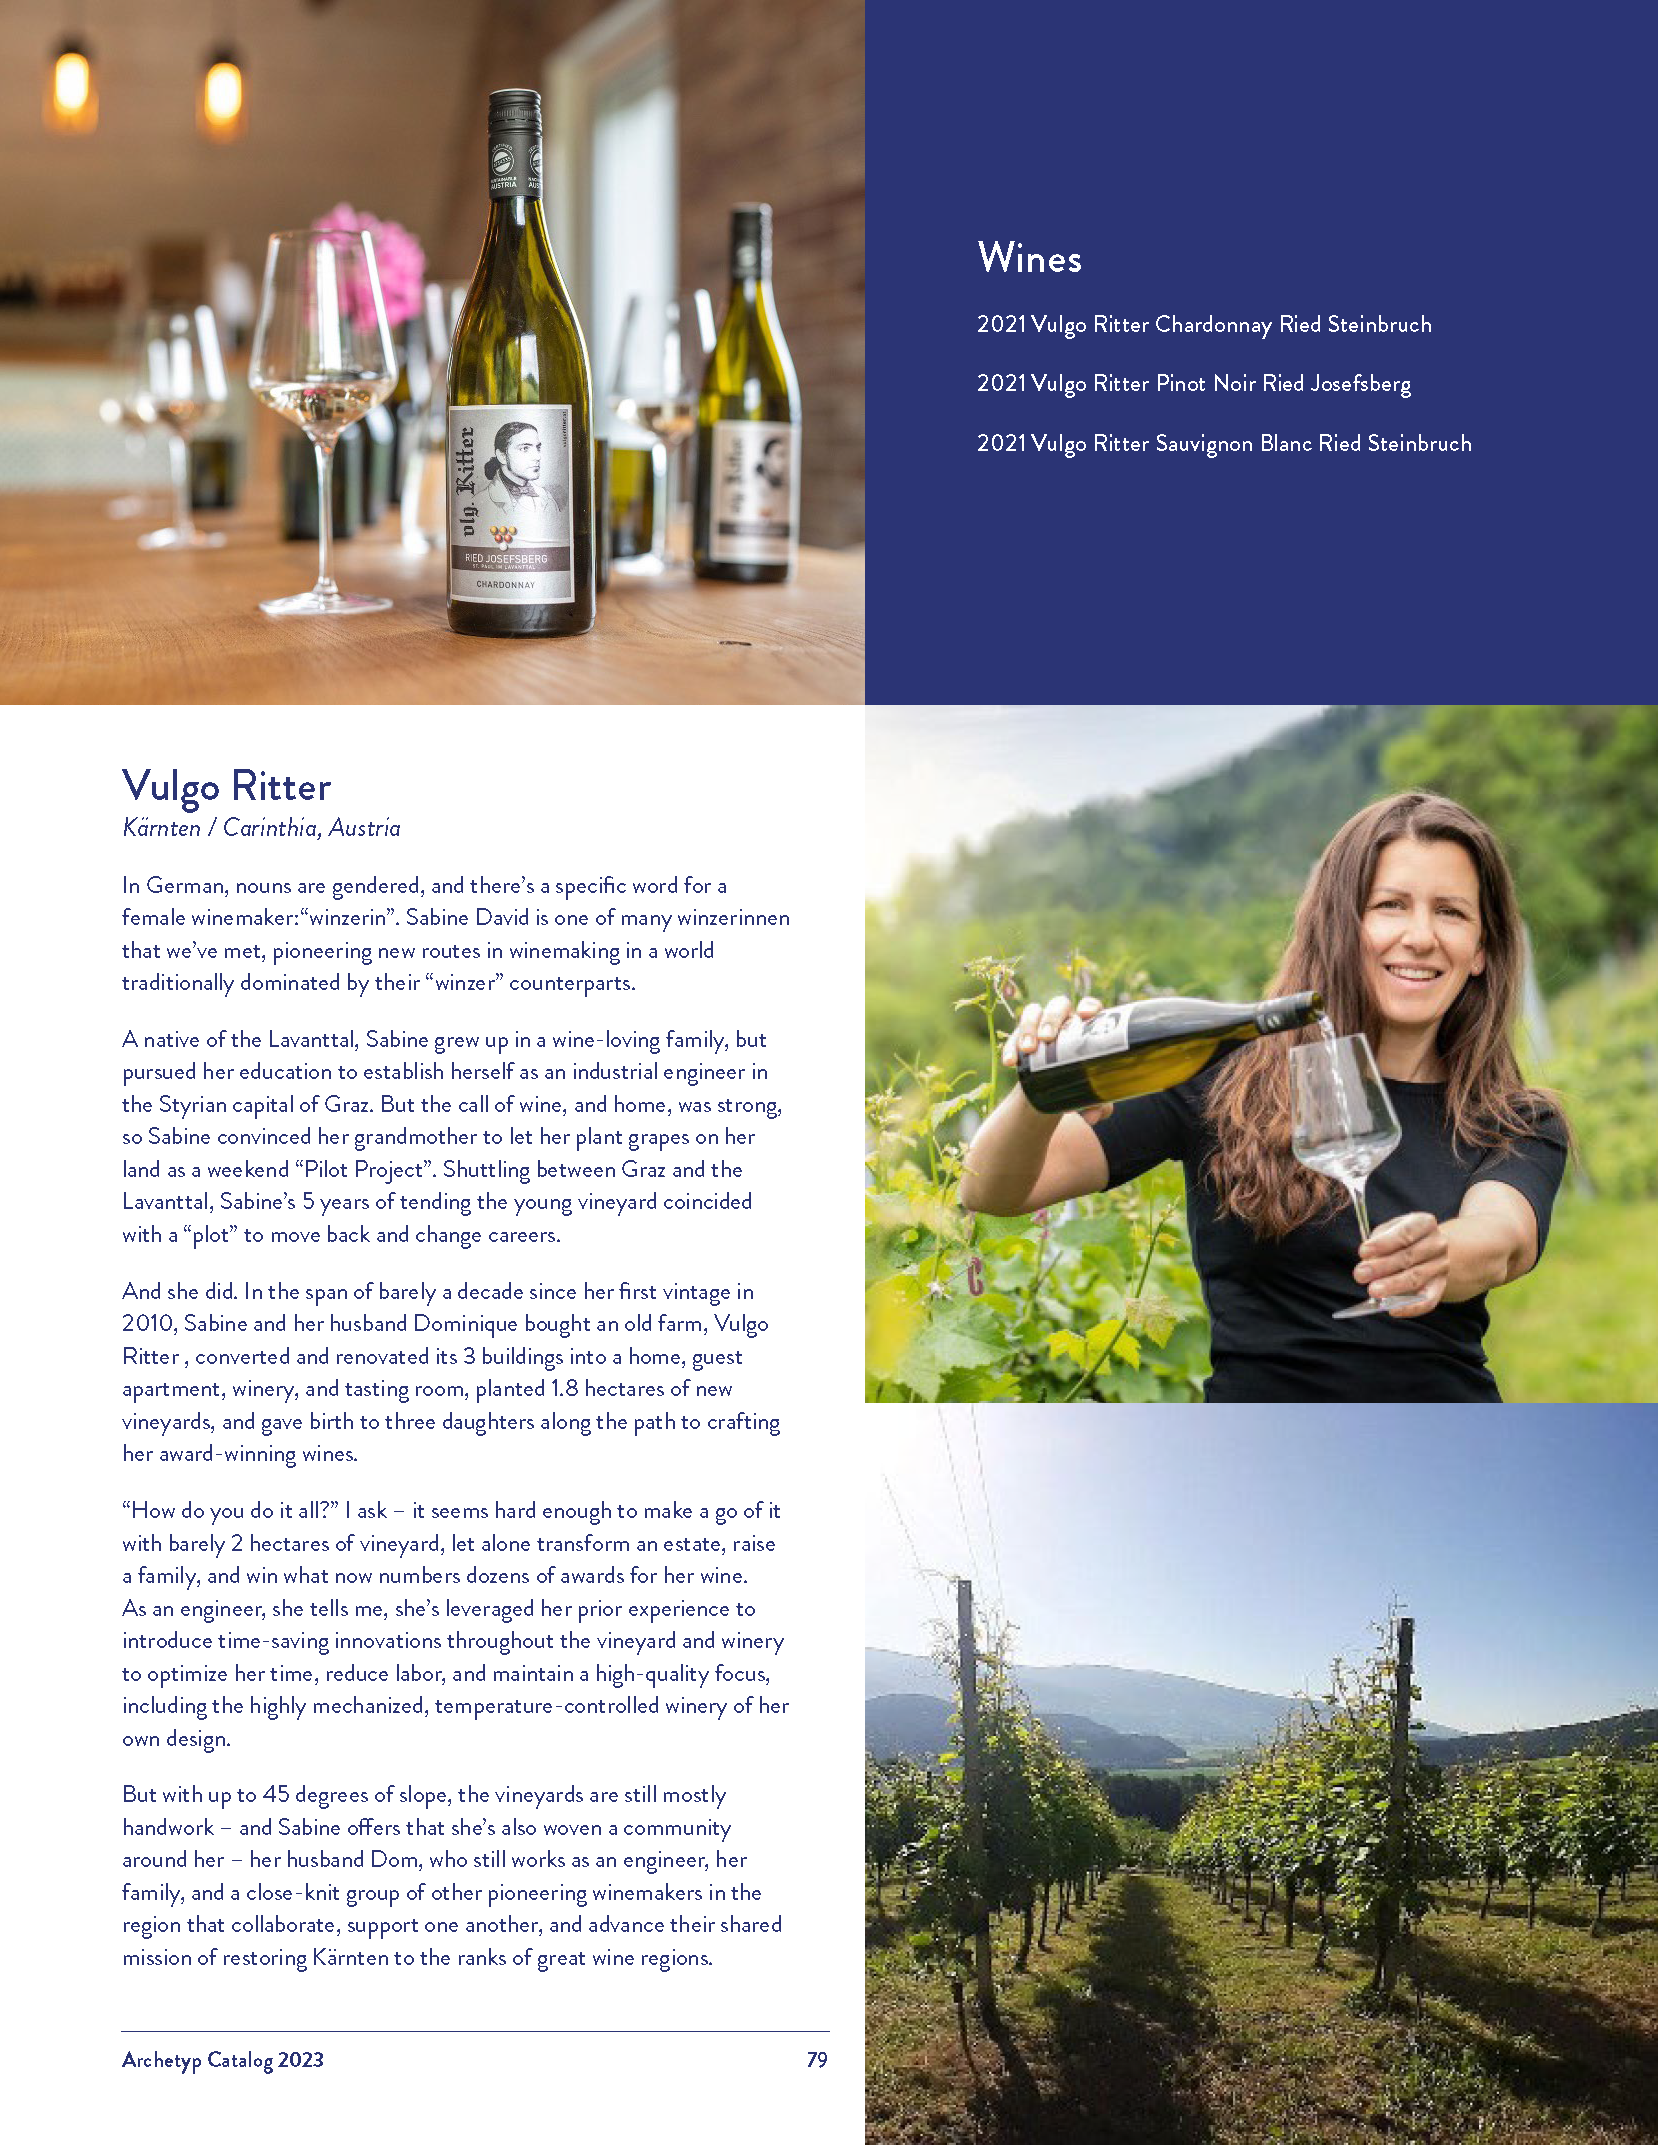 CERTIFIED
SUSTAINABLE
AUSTRIA
vlg. Ritter
RIED JOSEFSBERG
ST. PAUL IM LAVANTTAL
CHARDONNAY
vlg. Ritter
Wines
2021 Vulgo Ritter Chardonnay Ried Steinbruch
2021 Vulgo Ritter Pinot Noir Ried Josefsberg
2021 Vulgo Ritter Sauvignon Blanc Ried Steinbruch
Vulgo Ritter
Kärnten / Carinthia, Austria
In German, nouns are gendered, and there’s a specific word for a
female winemaker:“winzerin”. Sabine David is one of many winzerinnen
that we’ve met, pioneering new routes in winemaking in a world
traditionally dominated by their “winzer” counterparts.
A native of the Lavanttal, Sabine grew up in a wine-loving family, but
pursued her education to establish herself as an industrial engineer in
the Styrian capital of Graz. But the call of wine, and home, was strong,
so Sabine convinced her grandmother to let her plant grapes on her
land as a weekend “Pilot Project”. Shuttling between Graz and the
Lavanttal, Sabine’s 5 years of tending the young vineyard coincided
with a “plot” to move back and change careers.
And she did. In the span of barely a decade since her first vintage in
2010, Sabine and her husband Dominique bought an old farm, Vulgo
Ritter , converted and renovated its 3 buildings into a home, guest
apartment, winery, and tasting room, planted 1.8 hectares of new
vineyards, and gave birth to three daughters along the path to crafting
her award-winning wines.
“How do you do it all?” I ask – it seems hard enough to make a go of it
with barely 2 hectares of vineyard, let alone transform an estate, raise
a family, and win what now numbers dozens of awards for her wine.
As an engineer, she tells me, she’s leveraged her prior experience to
introduce time-saving innovations throughout the vineyard and winery
to optimize her time, reduce labor, and maintain a high-quality focus,
including the highly mechanized, temperature-controlled winery of her
own design.
But with up to 45 degrees of slope, the vineyards are still mostly
handwork – and Sabine offers that she’s also woven a community
around her – her husband Dom, who still works as an engineer, her
family, and a close-knit group of other pioneering winemakers in the
region that collaborate, support one another, and advance their shared
mission of restoring Kärnten to the ranks of great wine regions.
Archetyp Catalog 2023
79